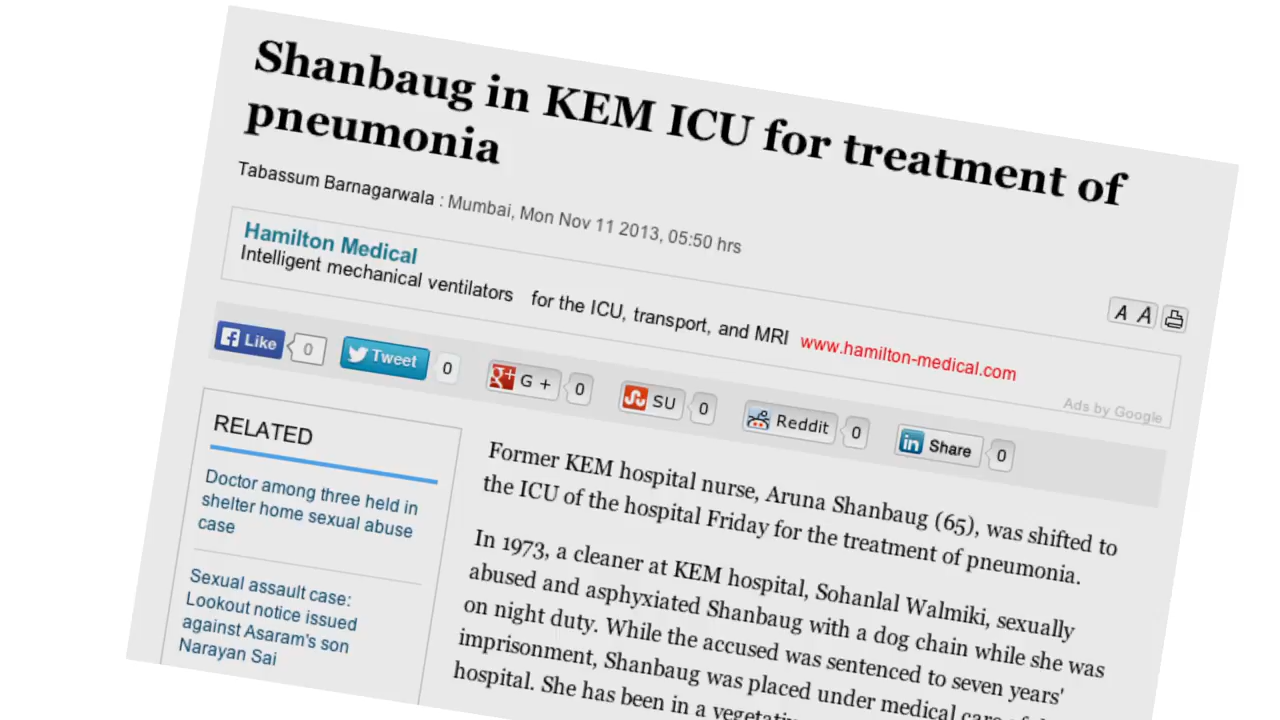 Shanbaug in KEM ICU for treatment of
pneumonia
Tabassum Barnagarwala : Mumbai, Mon Nov 11 2013, 05:50 hrs
Hamilton Medical
Intelligent mechanical ventilators for the ICU, transport, and MRI www.hamilton-medical.com
A A
Ads by Google
Like 0 Tweet 0 G + 0 SU 0 Reddit 0 Share 0
RELATED
Doctor among three held in
shelter home sexual abuse
case
Sexual assault case:
Lookout notice issued
against Asaram's son
Narayan Sai
Former KEM hospital nurse, Aruna Shanbaug (65), was shifted to
the ICU of the hospital Friday for the treatment of pneumonia.
In 1973, a cleaner at KEM hospital, Sohanlal Walmiki, sexually
abused and asphyxiated Shanbaug with a dog chain while she was
on night duty. While the accused was sentenced to seven years'
imprisonment, Shanbaug was placed under medical care of
hospital. She has been in a